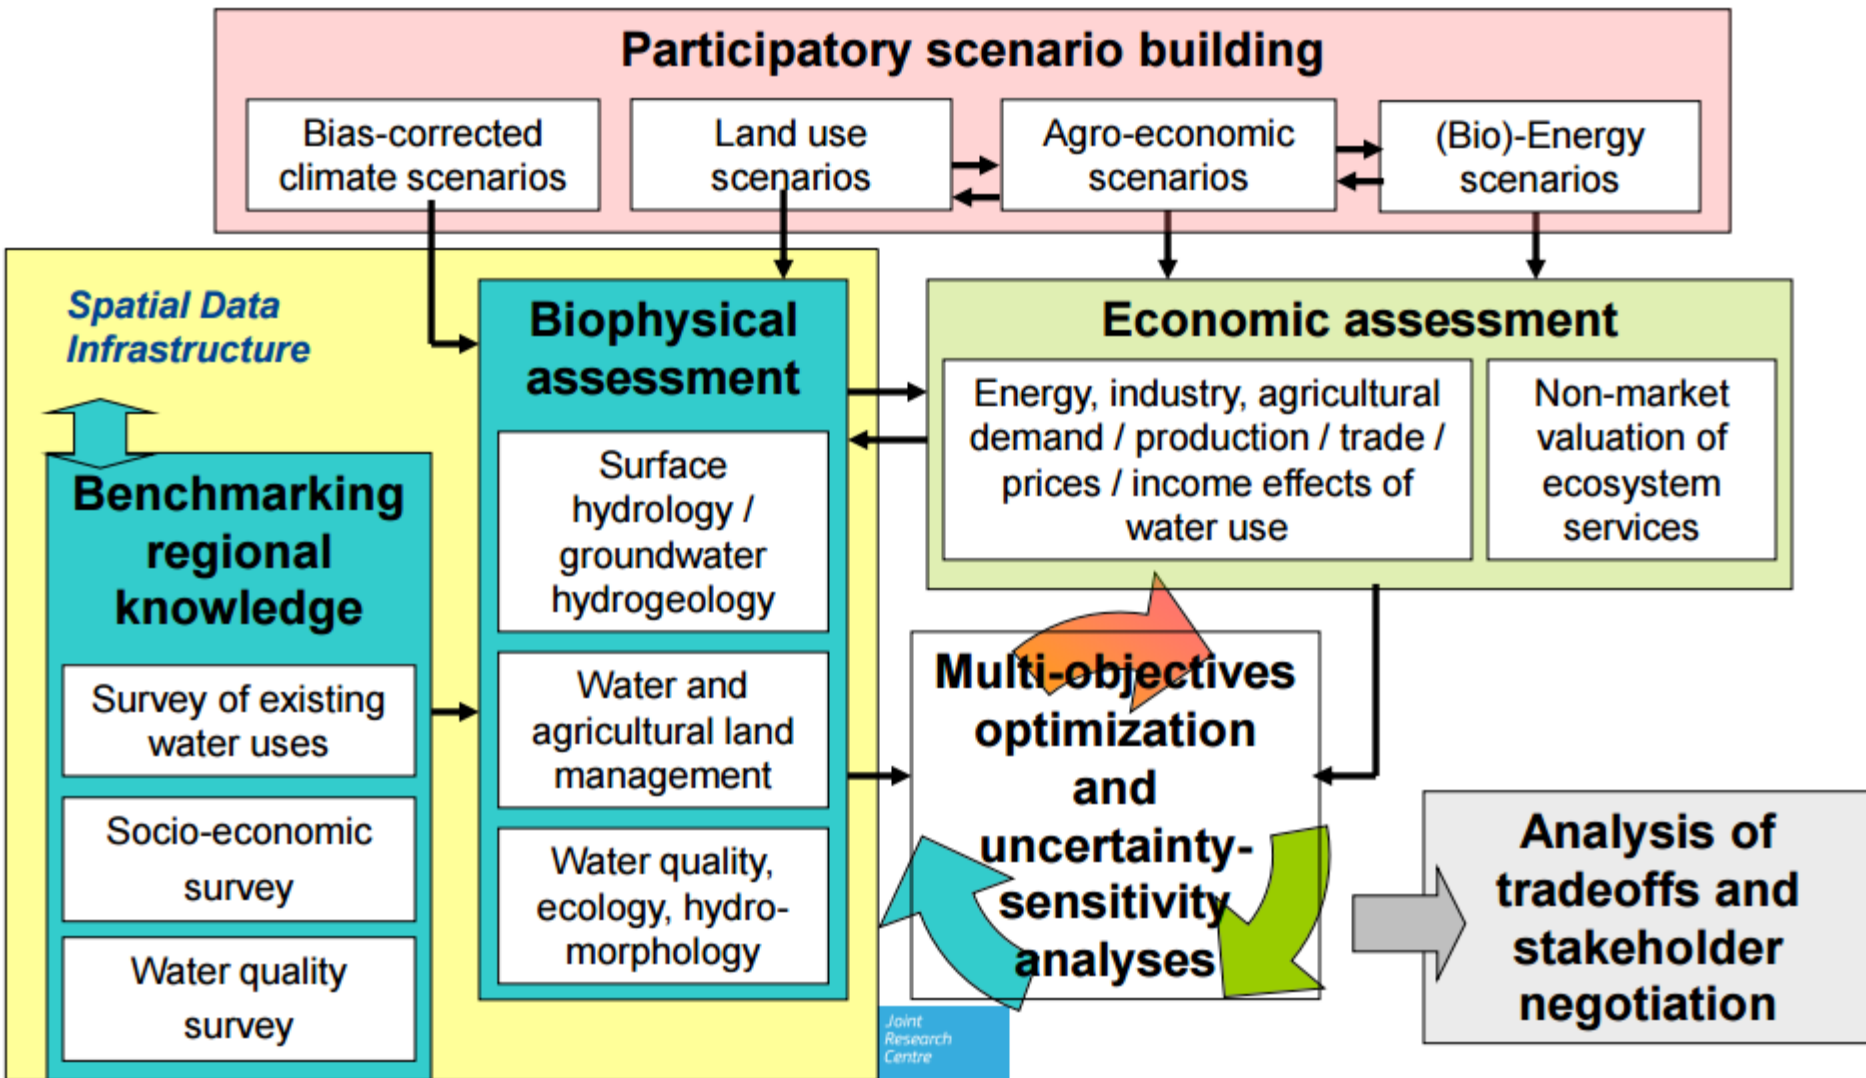 Participatory scenario building
Bias-corrected
climate scenarios
Land use
scenarios
Agro-economic
scenarios
(Bio)-Energy
scenarios
Spatial Data
Infrastructure
Benchmarking
regional
knowledge
Survey of existing
water uses
Socio-economic
survey
Water quality
survey
Biophysical
assessment
Surface
hydrology /
groundwater
hydrogeology
Water and
agricultural land
management
Water quality,
ecology, hydro-
morphology
Economic assessment
Energy, industry, agricultural
demand / production / trade /
prices / income effects of
water use
Non-market
valuation of
ecosystem
services
Multi-objectives
optimization
and
uncertainty-
sensitivity
analyses
Analysis of
tradeoffs and
stakeholder
negotiation
Joint
Research
Centre